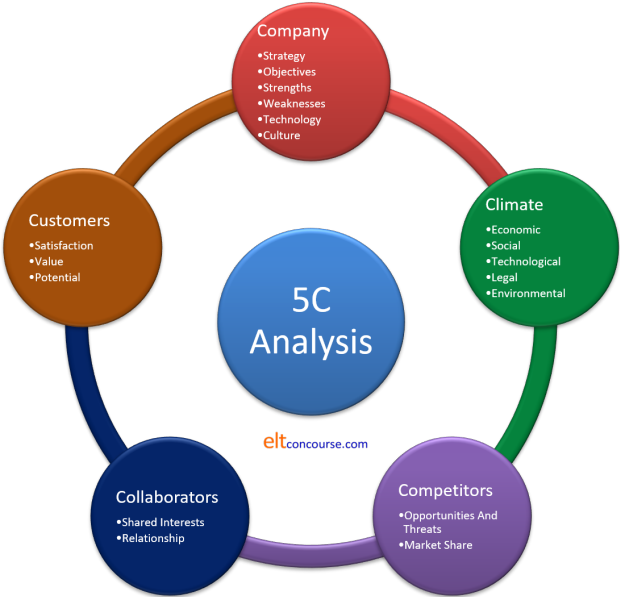 Company
•Strategy
•Objectives
•Strengths
•Weaknesses
•Technology
•Culture
Climate
•Economic
•Social
•Technological
•Legal
•Environmental
Competitors
•Opportunities And
Threats
•Market Share
Collaborators
•Shared Interests
•Relationship
Customers
•Satisfaction
•Value
•Potential
5C
Analysis
eltconcourse.com